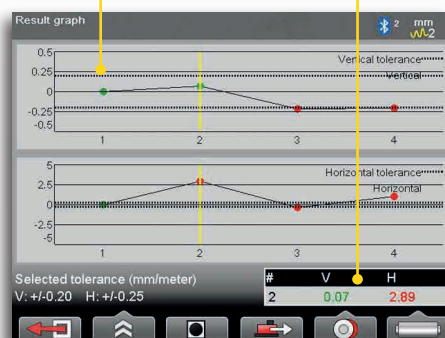 Result graph
2 mm
2
0.5
0.25
0
-0.25
-0.5
Vertical tolerance
Vertical
1 2 3 4
5
2.5
0
-2.5
-5
Horizontal tolerance
Horizontal
1 2 3 4
Selected tolerance (mm/meter)
V: +/-0.20 H: +/-0.25
# V H
2 0.07 2.89